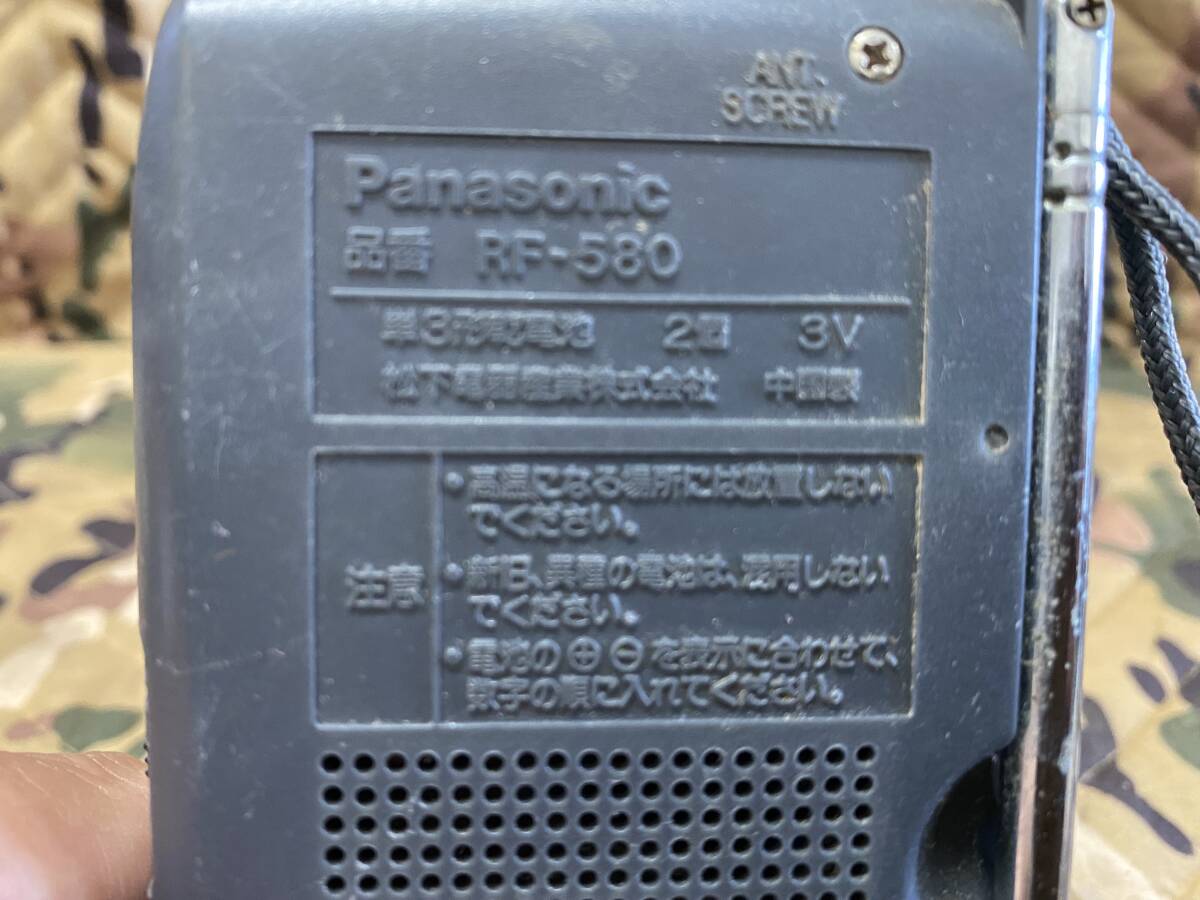 ANT.
SCREW
Panasonic
品番 RF-580
単3形乾電池 2個 3V
松下電器産業株式会社 中国製
注意
・高温になる場所には放置しない
でください。
・新旧、異種の電池は、混用しない
でください。
・電池の⊕⊖を表示に合わせて、
数字の順に入れてください。